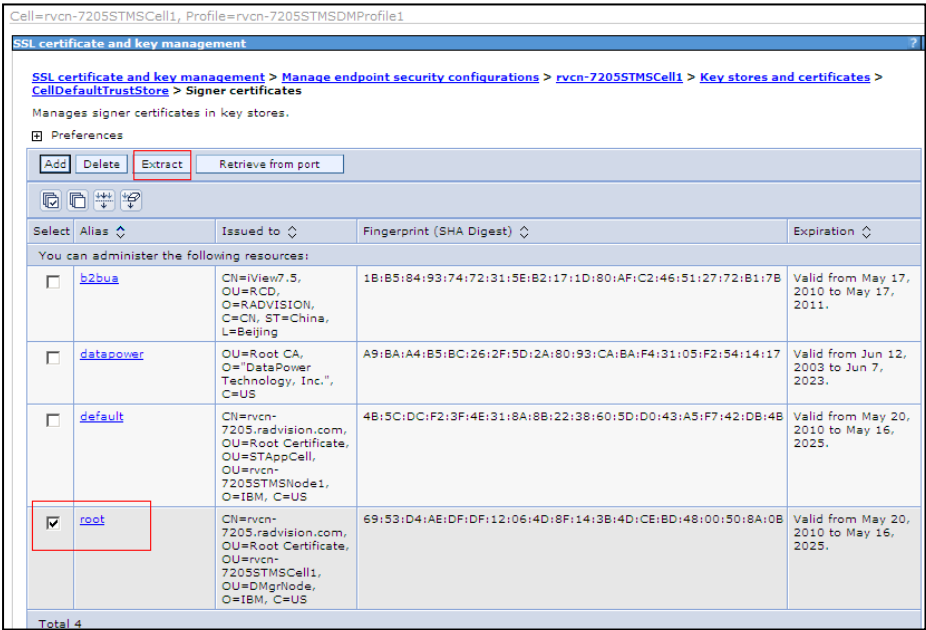 Cell=rvcn-7205STMSCell1, Profile=rvcn-7205STMSDMProfile1
SSL certificate and key management ?
SSL certificate and key management > Manage endpoint security configurations > rvcn-7205STMSCell1 > Key stores and certificates >
CellDefaultTrustStore > Signer certificates
Manages signer certificates in key stores.
Preferences
Add Delete Extract Retrieve from port
Select Alias Issued to Fingerprint (SHA Digest) Expiration
You can administer the following resources:
b2bua CN=iView7.5, 1B:B5:84:93:74:72:31:5E:B2:17:1D:80:AF:C2:46:51:27:72:B1:7B Valid from May 17,
OU=RCD, 2010 to May 17,
O=RADVISION, 2011.
C=CN, ST=China,
L=Beijing
datapower OU=Root CA, A9:BA:A4:B5:BC:26:2F:5D:2A:80:93:CA:BA:F4:31:05:F2:54:14:17 Valid from Jun 12,
O="DataPower 2003 to Jun 7,
Technology, Inc.", 2023.
C=US
default CN=rvcn- 4B:5C:DC:F2:3F:4E:31:8A:8B:22:38:60:5D:D0:43:A5:F7:42:DB:4B Valid from May 20,
7205.radvision.com, 2010 to May 16,
OU=Root Certificate, 2025.
OU=STAppCell,
OU=rvcn-
7205STMSNode1,
O=IBM, C=US
root CN=rvcn- 69:53:D4:AE:DF:DF:12:06:4D:8F:14:3B:4D:CE:BD:48:00:50:8A:0B Valid from May 20,
7205.radvision.com, 2010 to May 16,
OU=Root Certificate, 2025.
OU=rvcn-
7205STMSCell1,
OU=DMgrNode,
O=IBM, C=US
Total 4